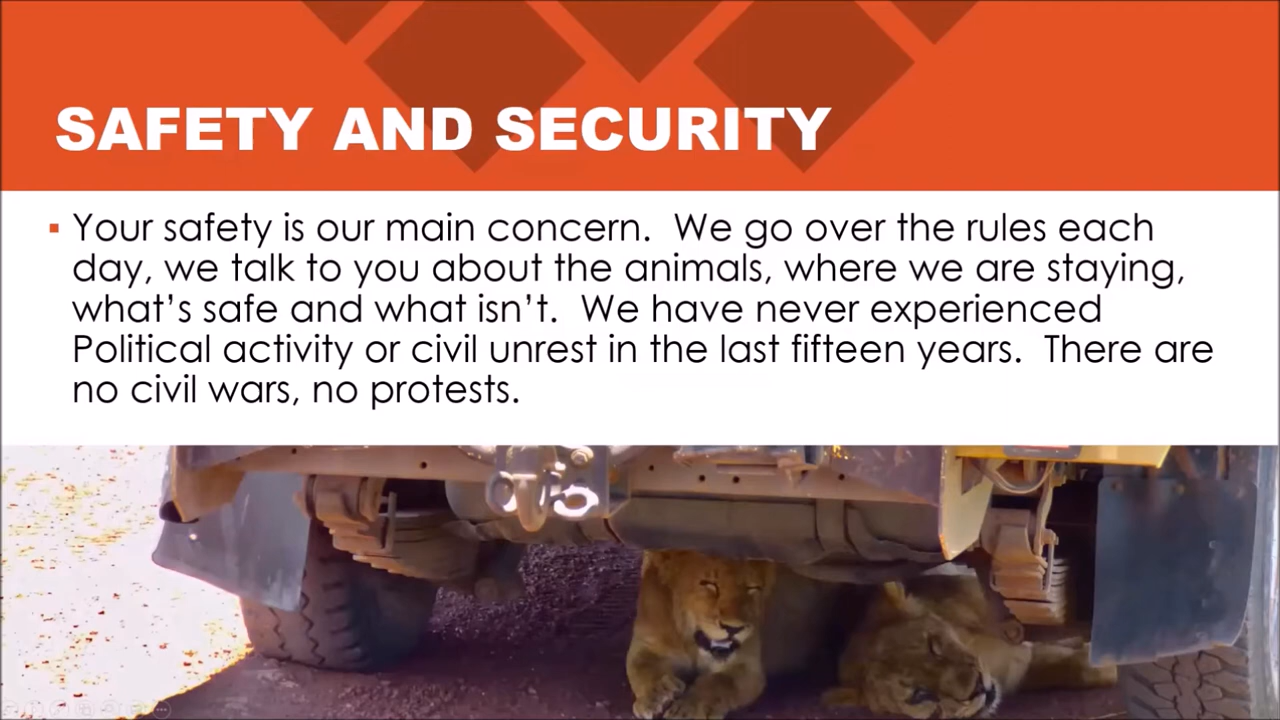 SAFETY AND SECURITY
Your safety is our main concern.  We go over the rules each
day, we talk to you about the animals, where we are staying,
what's safe and what isn't.  We have never experienced
Political activity or civil unrest in the last fifteen years.  There are
no civil wars, no protests.